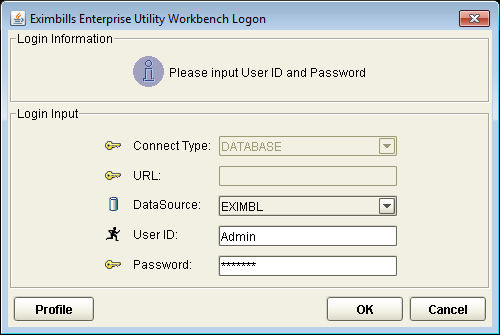 Eximbills Enterprise Utility Workbench Logon
Login Information
Please input User ID and Password
Login Input
Connect Type: DATABASE
URL:
DataSource: EXIMBL
User ID: Admin
Password: *******
Profile OK Cancel